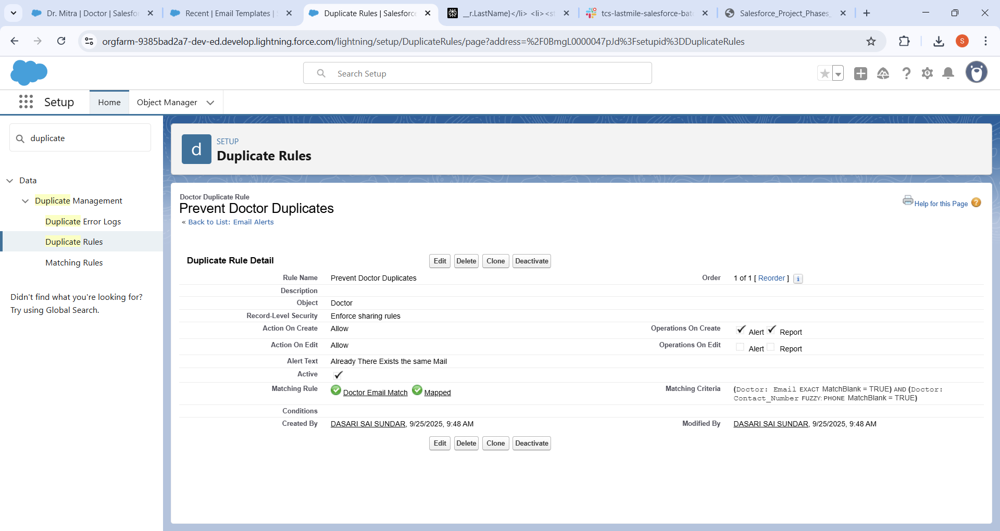 Dr. Mitra | Doctor | Salesfo
Recent | Email Templates | S
Duplicate Rules | Salesforce
__r.LastName}</li> <li><st
tcs-lastmile-salesforce-bat
Salesforce_Project_Phases_
orgfarm-9385bad2a7-dev-ed.develop.lightning.force.com/lightning/setup/DuplicateRules/page?address=%2F0BmgL0000047pJd%3Fsetupid%3DDuplicateRules
S
Search Setup
Setup
Home
Object Manager
duplicate
Data
Duplicate Management
Duplicate Error Logs
Duplicate Rules
Matching Rules
Didn't find what you're looking for?
Try using Global Search.
d
SETUP
Duplicate Rules
Doctor Duplicate Rule
Prevent Doctor Duplicates
« Back to List: Email Alerts
Help for this Page ?
Duplicate Rule Detail
Edit Delete Clone Deactivate
Rule Name Prevent Doctor Duplicates
Order 1 of 1 [ Reorder ] i
Description
Object Doctor
Record-Level Security Enforce sharing rules
Action On Create Allow
Operations On Create Alert Report
Action On Edit Allow
Operations On Edit Alert Report
Alert Text Already There Exists the same Mail
Active
Matching Rule Doctor Email Match Mapped
Matching Criteria (Doctor: Email EXACT MatchBlank = TRUE) AND (Doctor:
Contact_Number FUZZY: PHONE MatchBlank = TRUE)
Conditions
Created By DASARI SAI SUNDAR, 9/25/2025, 9:48 AM
Modified By DASARI SAI SUNDAR, 9/25/2025, 9:48 AM
Edit Delete Clone Deactivate